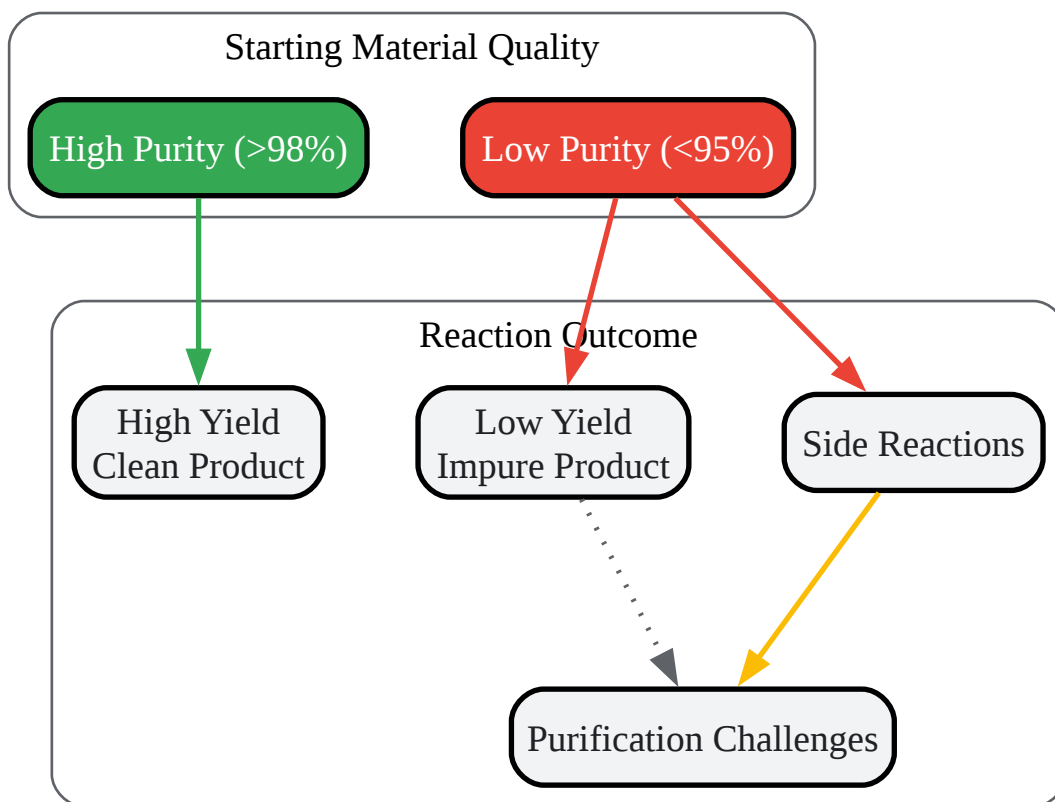 Starting Material Quality
High Purity (>98%)
Low Purity (<95%)
Reaction Outcome
High Yield
Clean Product
Low Yield
Impure Product
Side Reactions
Purification Challenges